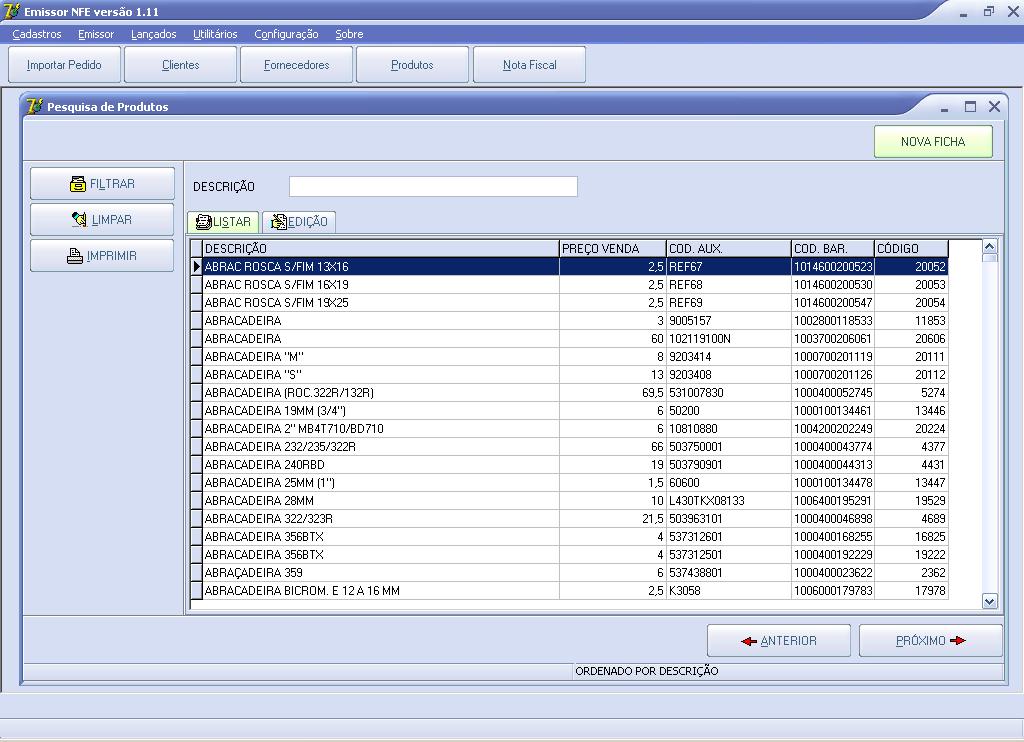 Emissor NFE versão 1.11
Cadastros Emissor Lançados Utilitários Configuração Sobre
Importar Pedido Clientes Fornecedores Produtos Nota Fiscal
Pesquisa de Produtos
NOVA FICHA
FILTRAR
LIMPAR
IMPRIMIR
DESCRIÇÃO
LISTAR EDIÇÃO
DESCRIÇÃO PREÇO VENDA COD. AUX. COD. BAR. CÓDIGO
ABRAC ROSCA S/FIM 13X16 2,5 REF67 1014600200523 20052
ABRAC ROSCA S/FIM 16X19 2,5 REF68 1014600200530 20053
ABRAC ROSCA S/FIM 19X25 2,5 REF69 1014600200547 20054
ABRACADEIRA 3 9005157 1002800118533 11853
ABRACADEIRA 60 102119100N 1003700206061 20606
ABRACADEIRA "M" 8 9203414 1000700201119 20111
ABRACADEIRA "S" 13 9203408 1000700201126 20112
ABRACADEIRA (ROC.322R/132R) 69,5 531007830 1000400052745 5274
ABRACADEIRA 19MM (3/4") 6 50200 1000100134461 13446
ABRACADEIRA 2" MB4T710/BD710 6 10810880 1004200202249 20224
ABRACADEIRA 232/235/322R 66 503750001 1000400043774 4377
ABRACADEIRA 240RBD 19 503790901 1000400044313 4431
ABRACADEIRA 25MM (1") 1,5 60600 1000100134478 13447
ABRACADEIRA 28MM 10 L430TKX08133 1006400195291 19529
ABRACADEIRA 322/323R 21,5 503963101 1000400046898 4689
ABRACADEIRA 356BTX 4 537312601 1000400168255 16825
ABRACADEIRA 356BTX 4 537312501 1000400192229 19222
ABRAÇADEIRA 359 6 537438801 1000400023622 2362
ABRACADEIRA BICROM. E 12 A 16 MM 2,5 K3058 1006000179783 17978
ANTERIOR PRÓXIMO
ORDENADO POR DESCRIÇÃO